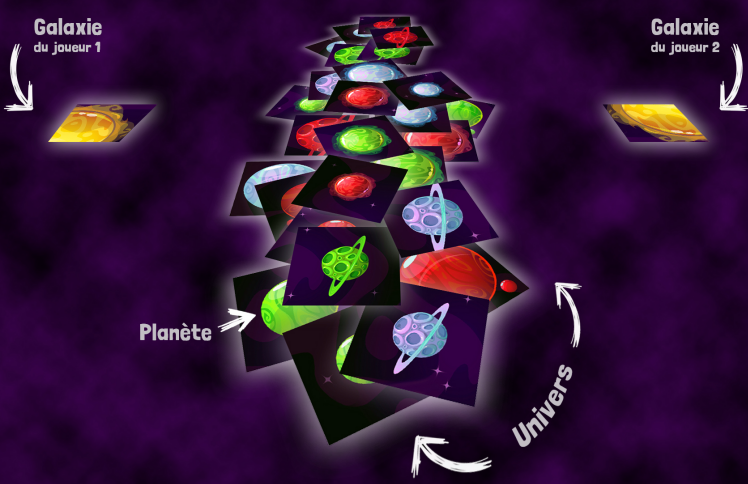 Galaxie
du joueur 1
Galaxie
du joueur 2
Planète
Univers